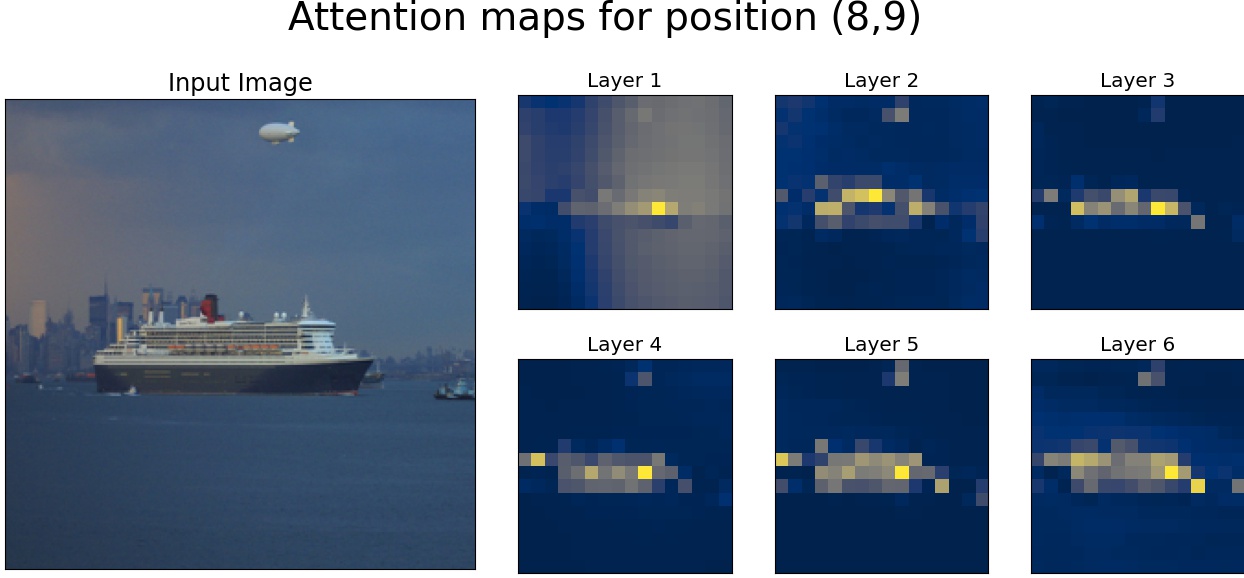 Attention maps for position (8,9)
Input Image
Layer 1
Layer 2
Layer 3
Layer 4
Layer 5
Layer 6